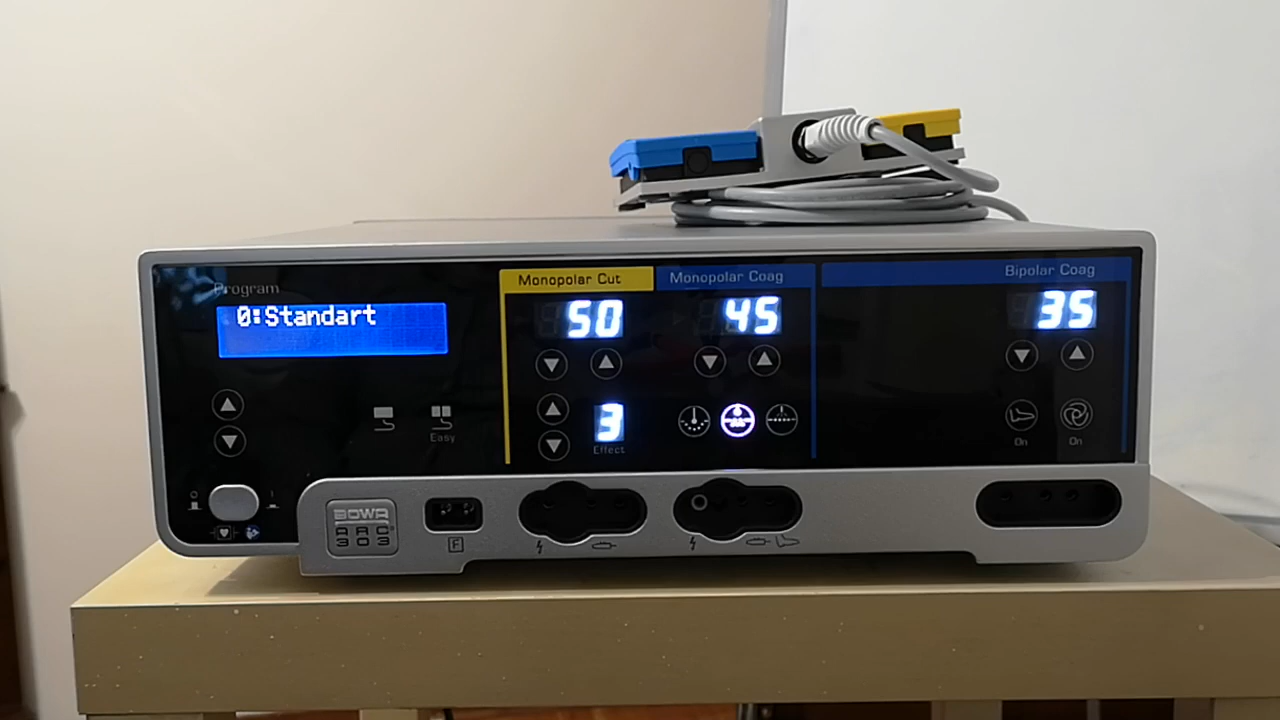 Program
0:Standart
Easy
Monopolar Cut
50
3
Effect
Monopolar Coag
45
Bipolar Coag
35
On
On
BOWA
ARC
303
F